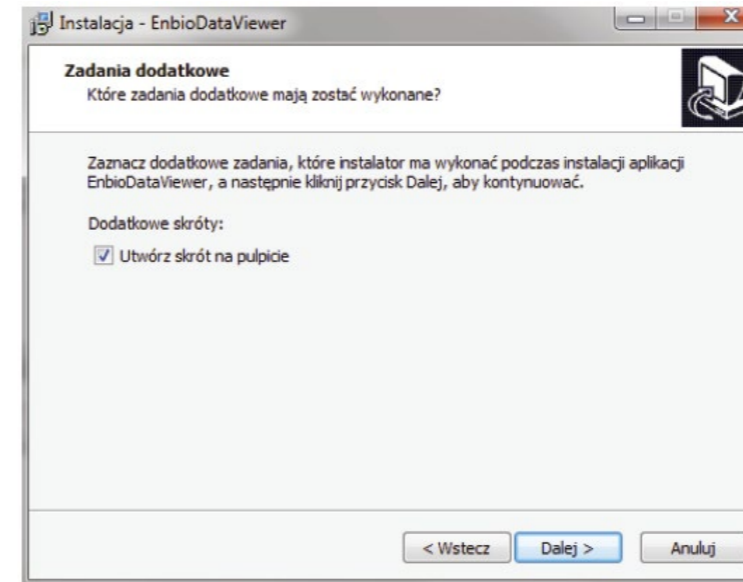 Instalacja - EnbioDataViewer
Zadania dodatkowe
Które zadania dodatkowe mają zostać wykonane?
Zaznacz dodatkowe zadania, które instalator ma wykonać podczas instalacji aplikacji
EnbioDataViewer, a następnie kliknij przycisk Dalej, aby kontynuować.
Dodatkowe skróty:
Utwórz skrót na pulpicie
< Wstecz Dalej > Anuluj